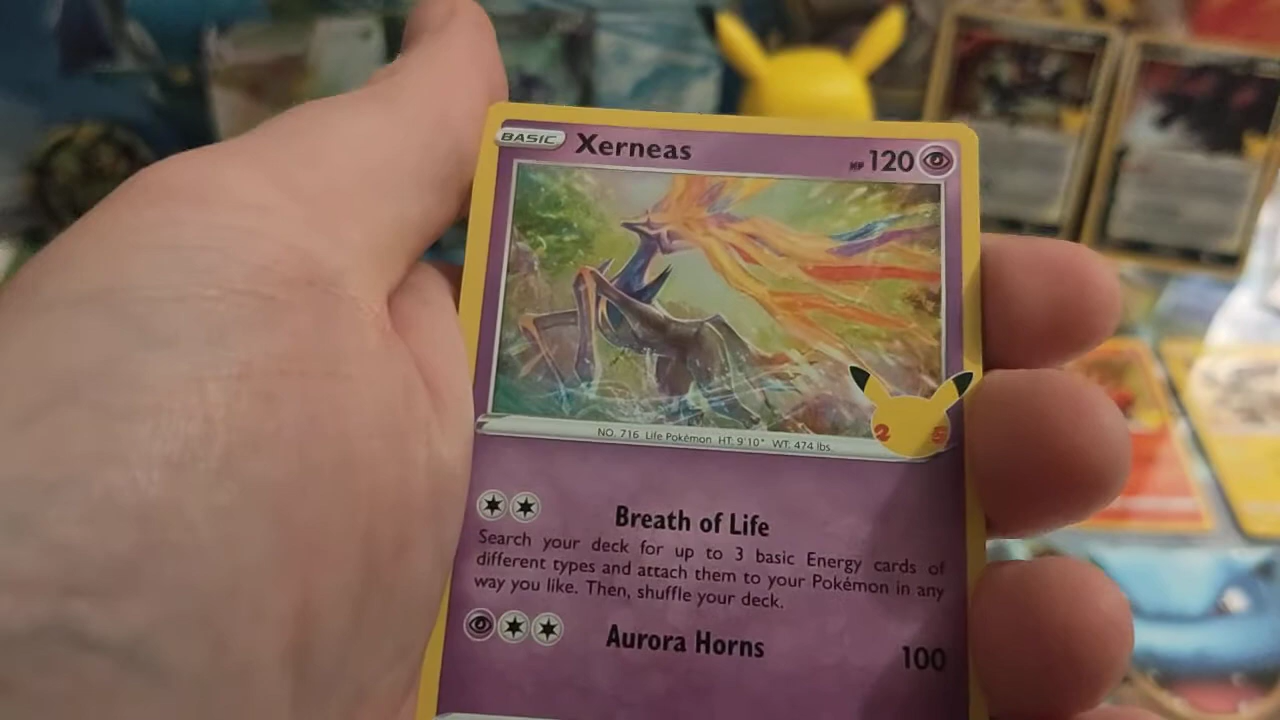 BASIC Xerneas HP 120
NO. 716 Life Pokémon HT: 9'10" WT: 474 lbs.
25
Breath of Life
Search your deck for up to 3 basic Energy cards of
different types and attach them to your Pokémon in any
way you like. Then, shuffle your deck.
Aurora Horns 100